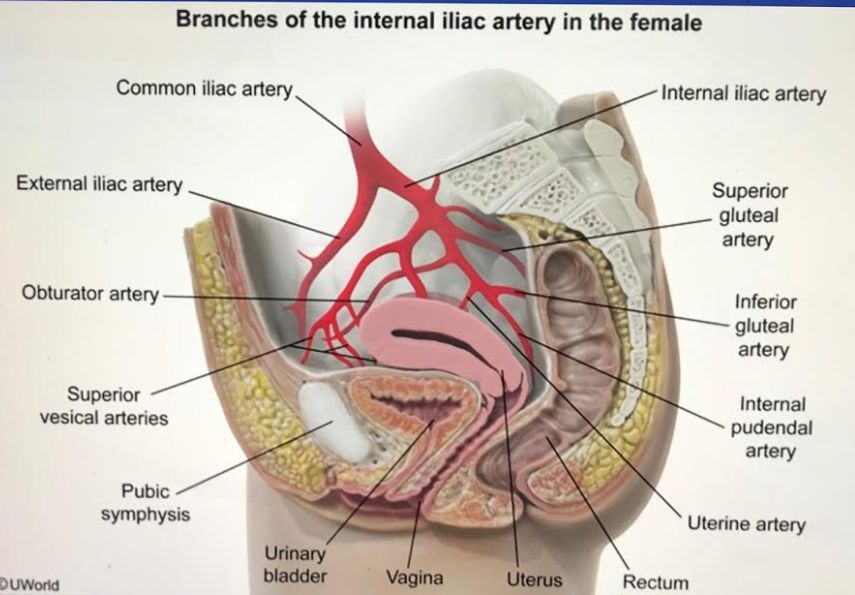 Branches of the internal iliac artery in the female
Common iliac artery
Internal iliac artery
External iliac artery
Superior
gluteal
artery
Obturator artery
Inferior
gluteal
artery
Superior
vesical arteries
Internal
pudendal
artery
Pubic
symphysis
Uterine artery
Urinary
bladder
Vagina
Uterus
Rectum
©UWorld